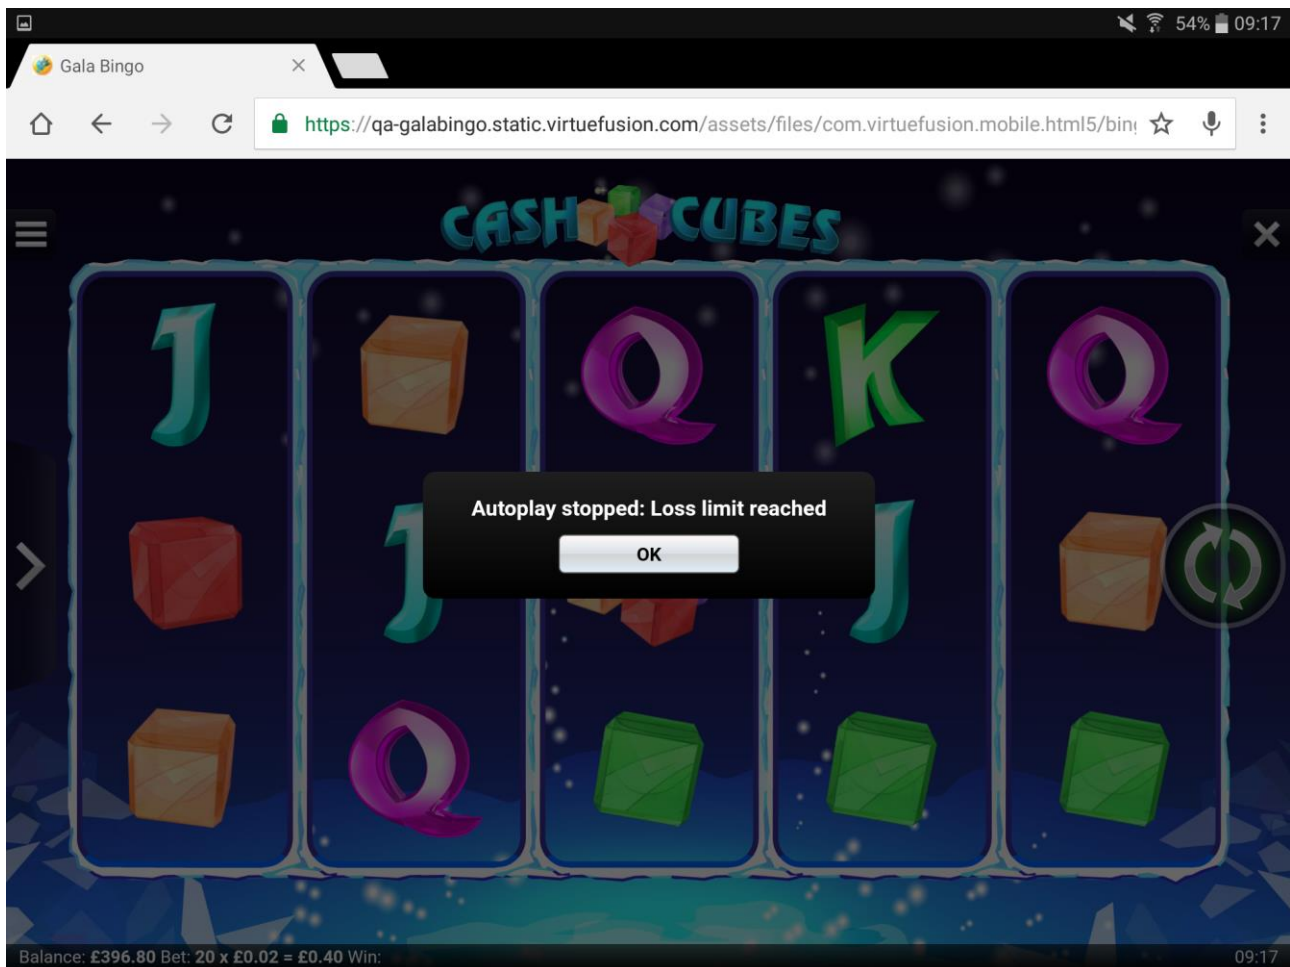 54% 09:17
Gala Bingo
https://qa-galabingo.static.virtuefusion.com/assets/files/com.virtuefusion.mobile.html5/bing
CASH CUBES
J Q K Q
Autoplay stopped: Loss limit reached
J J
OK
Q
Balance: £396.80 Bet: 20 x £0.02 = £0.40 Win: 09:17